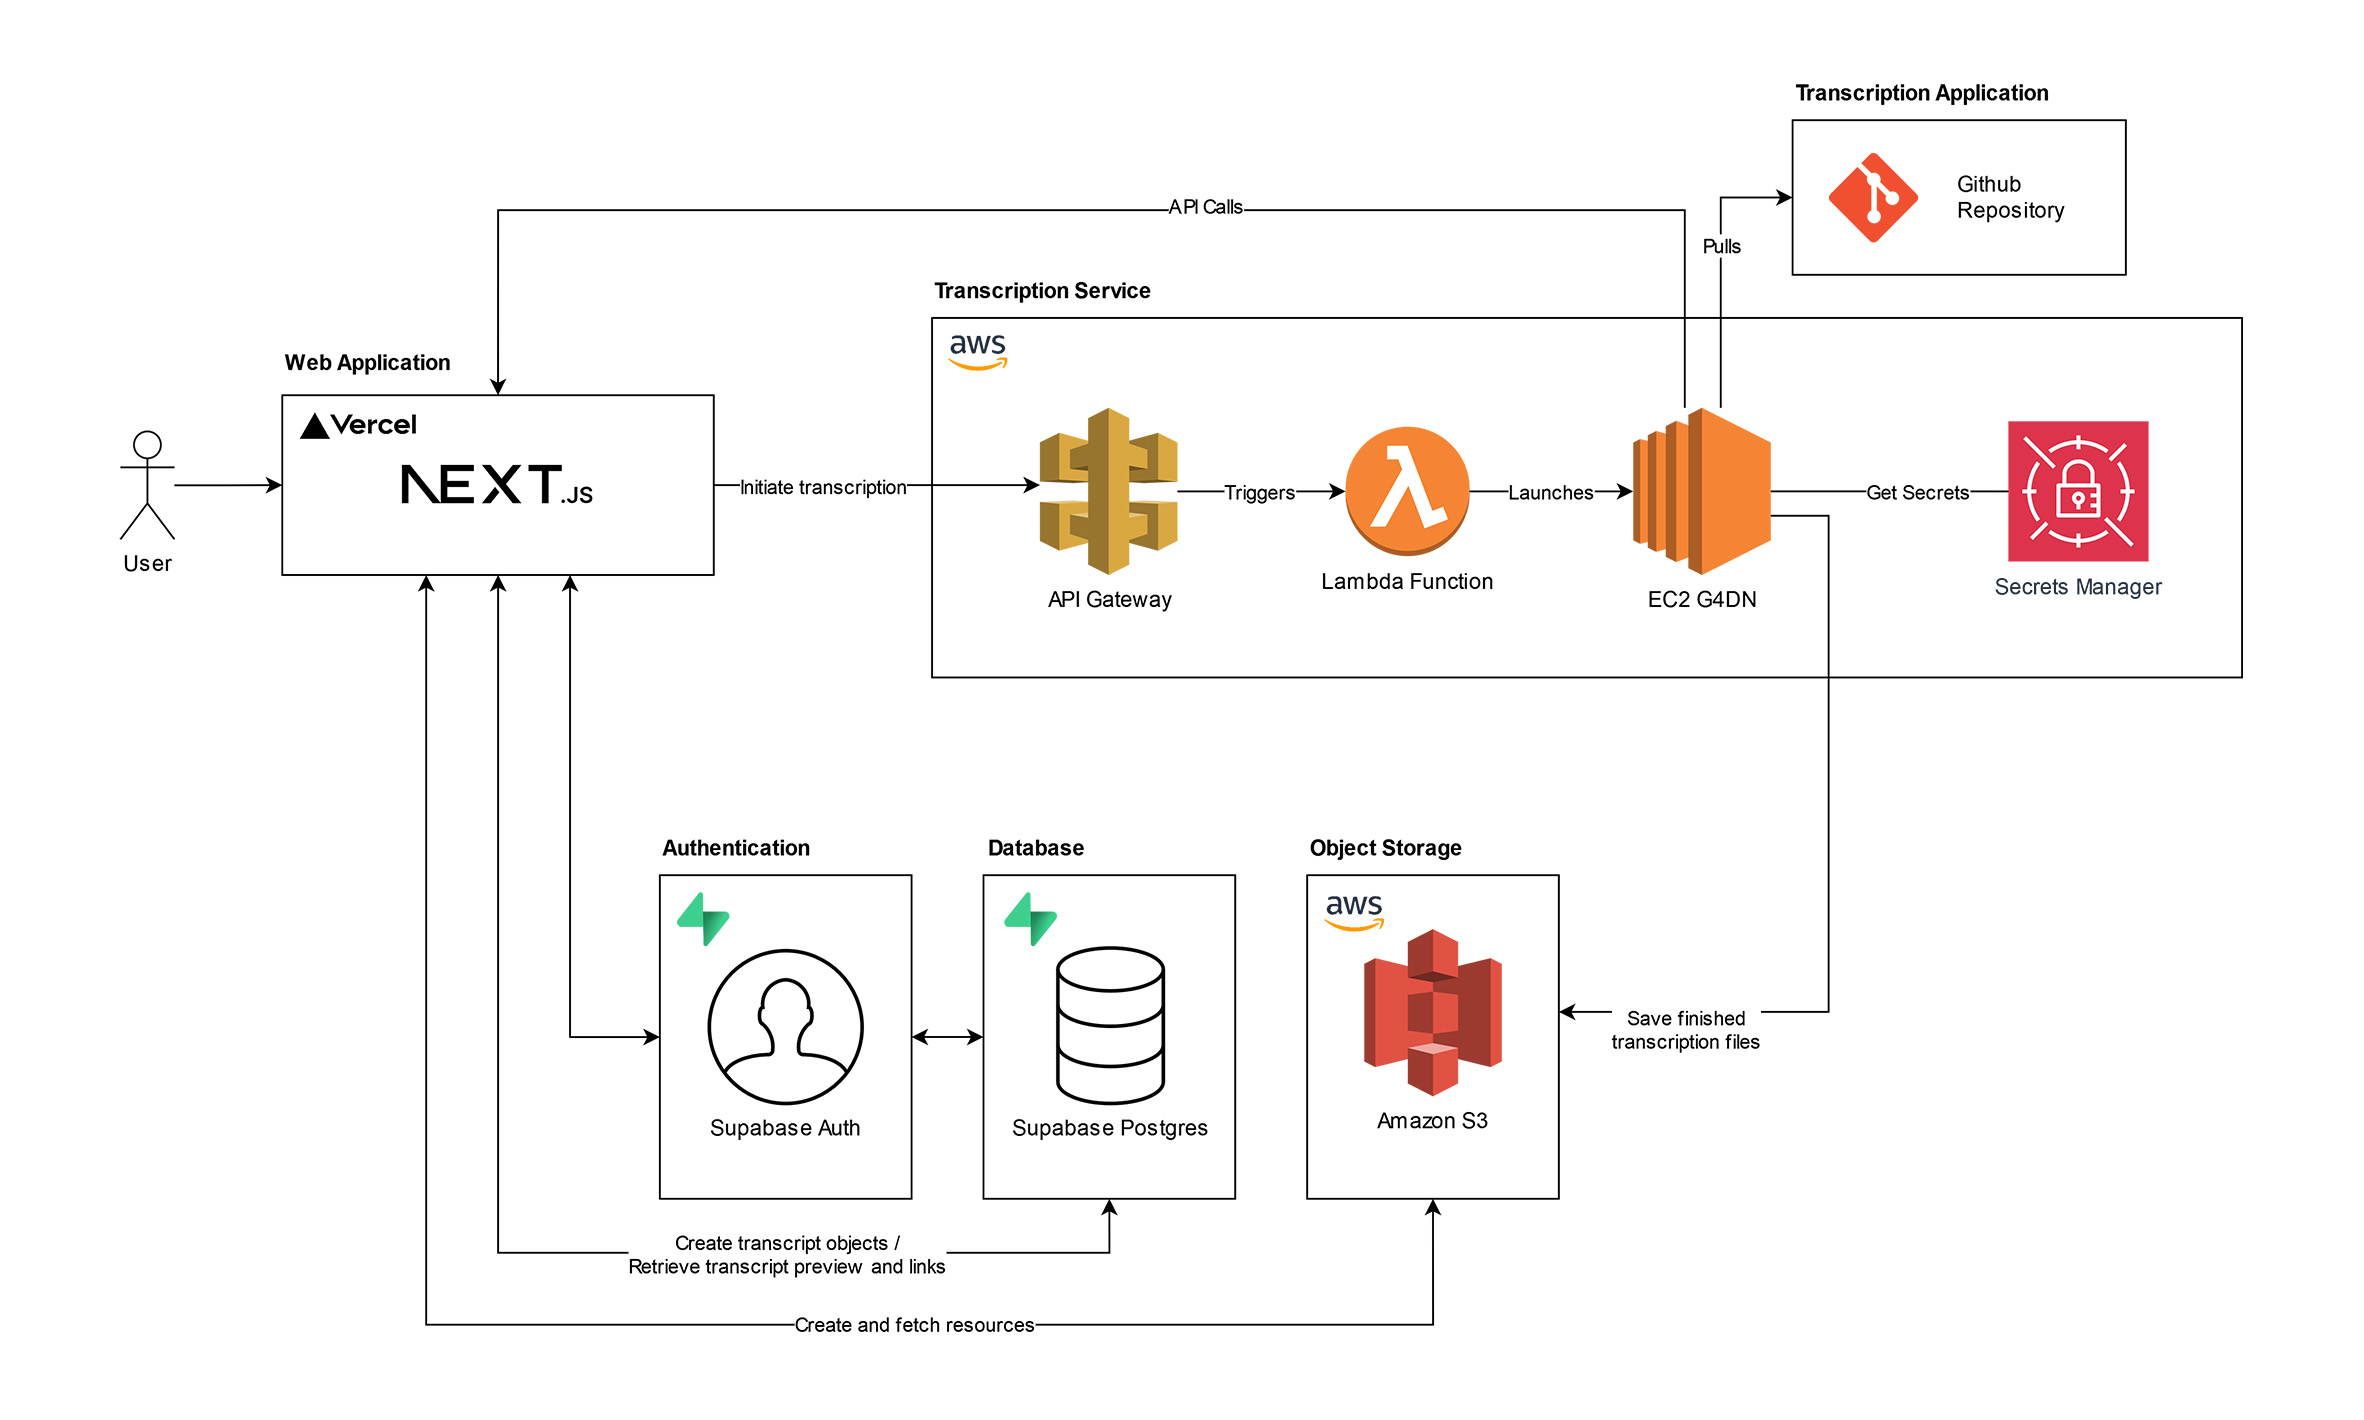 Transcription Application
Github
Repository
API Calls
Pulls
Transcription Service
aws
Web Application
Vercel
NEXT.JS
User
Initiate transcription
API Gateway
Triggers
Lambda Function
Launches
EC2 G4DN
Get Secrets
Secrets Manager
Authentication
Supabase Auth
Database
Supabase Postgres
Object Storage
aws
Amazon S3
Save finished
transcription files
Create transcript objects /
Retrieve transcript preview and links
Create and fetch resources